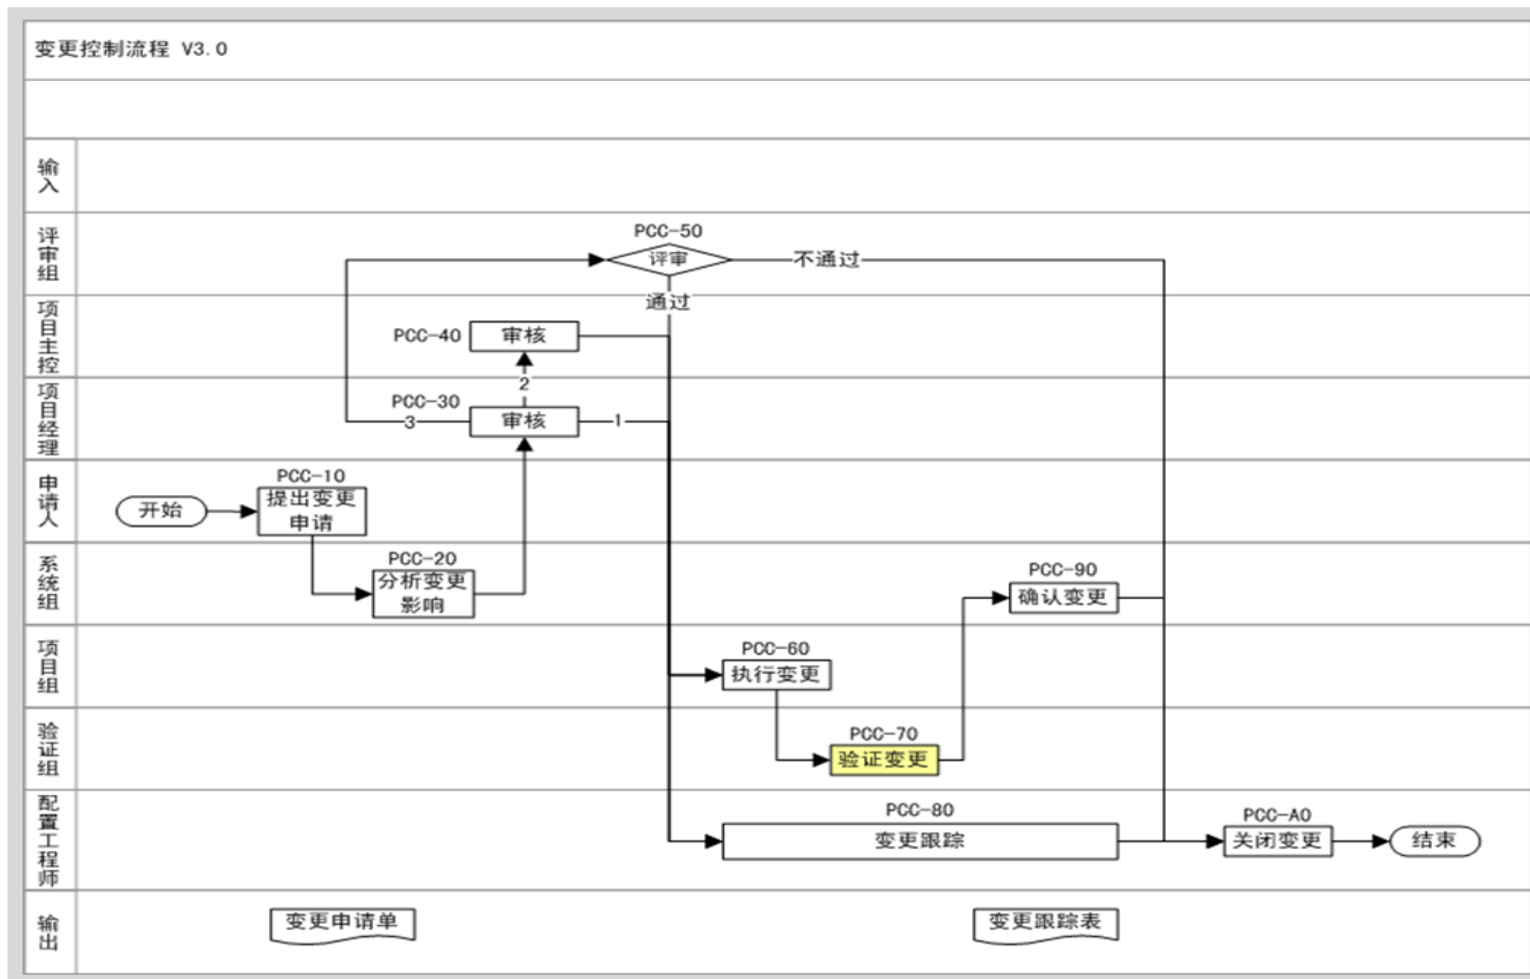 变更控制流程 V3.0
输入
评审组
PCC-50
评审
不通过
通过
项目主控
PCC-40
审核
2
项目经理
PCC-30
3
审核
1
申请人
开始
PCC-10
提出变更
申请
系统组
PCC-20
分析变更
影响
PCC-90
确认变更
项目组
PCC-60
执行变更
验证组
PCC-70
验证变更
配置工程师
PCC-80
变更跟踪
PCC-A0
关闭变更
结束
输出
变更申请单
变更跟踪表